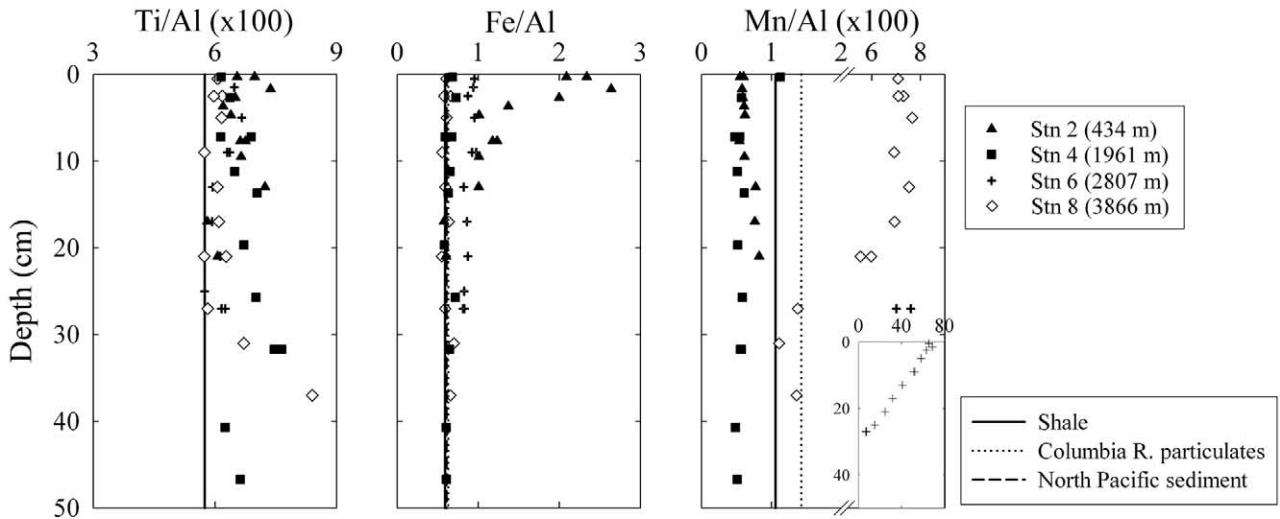 Ti/Al (x100) Fe/Al Mn/Al (x100)
3 6 9 0 1 2 3 0 1 2 6 8
0
10
20
30
40
50
Depth (cm)
0 40 80
0
20
40
Stn 2 (434 m)
Stn 4 (1961 m)
Stn 6 (2807 m)
Stn 8 (3866 m)
Shale
Columbia R. particulates
North Pacific sediment